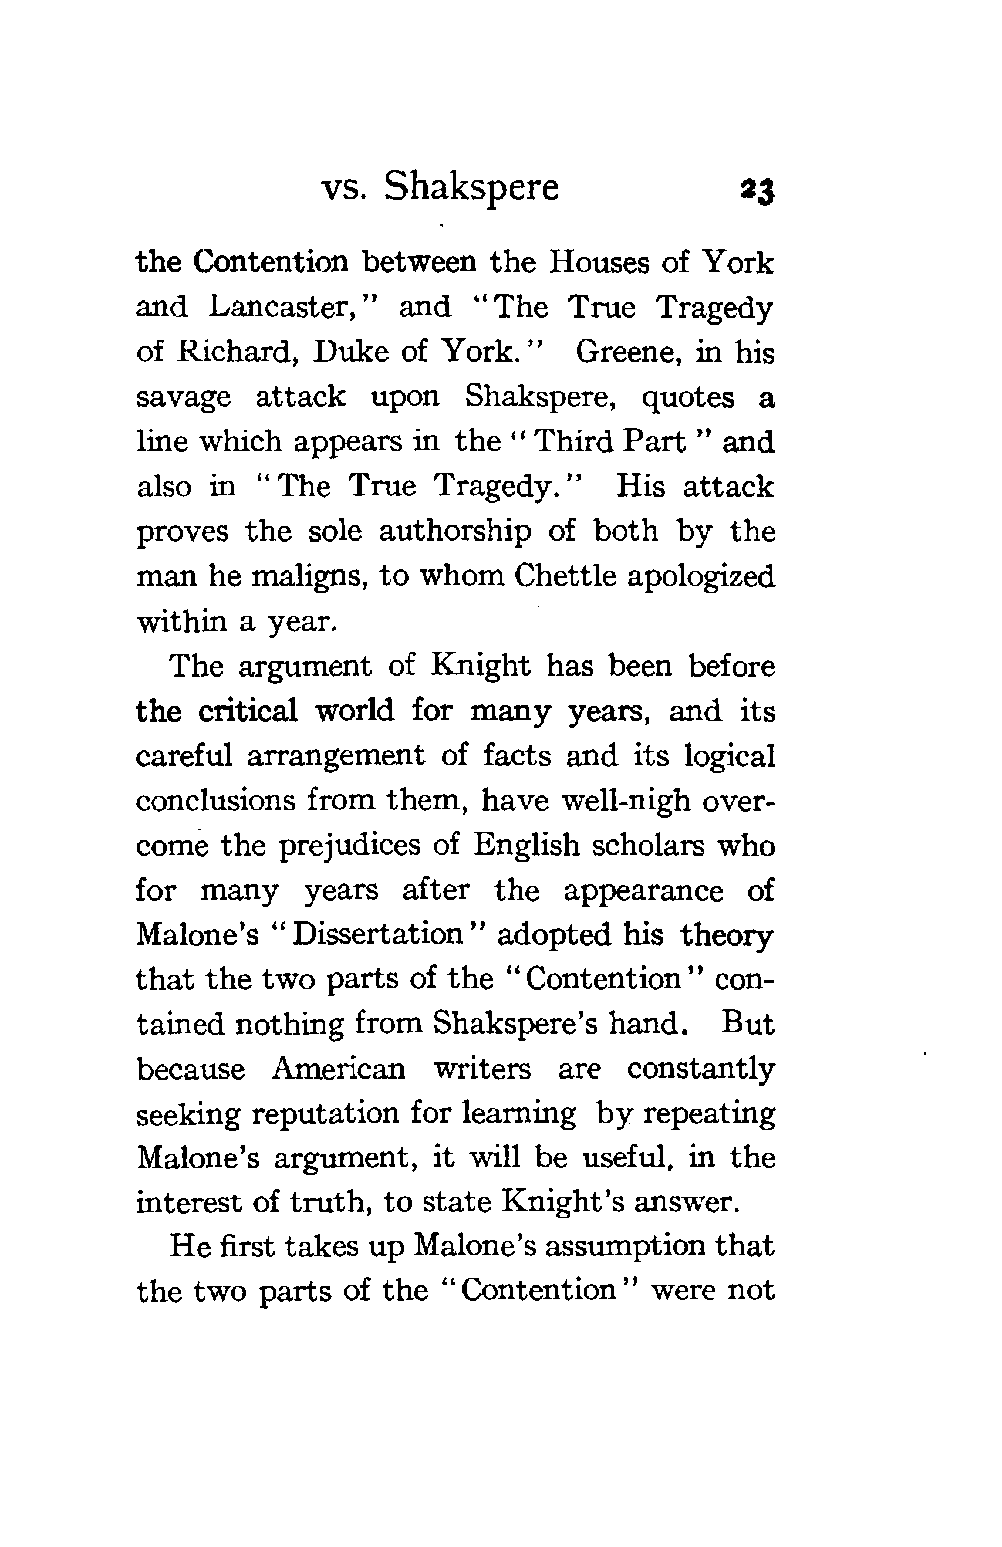 vs. Shakspere 23
the Contention between the Houses of York
and Lancaster," and "The True Tragedy
of Richard, Duke of York." Greene, in his
savage attack upon Shakspere, quotes a
line which appears in the "Third Part" and
also in "The True Tragedy." His attack
proves the sole authorship of both by the
man he maligns, to whom Chettle apologized
within a year.
The argument of Knight has been before
the critical world for many years, and its
careful arrangement of facts and its logical
conclusions from them, have well-nigh over-
come the prejudices of English scholars who
for many years after the appearance of
Malone's "Dissertation" adopted his theory
that the two parts of the "Contention" con-
tained nothing from Shakspere's hand. But
because American writers are constantly
seeking reputation for learning by repeating
Malone's argument, it will be useful, in the
interest of truth, to state Knight's answer.
He first takes up Malone's assumption that
the two parts of the "Contention" were not